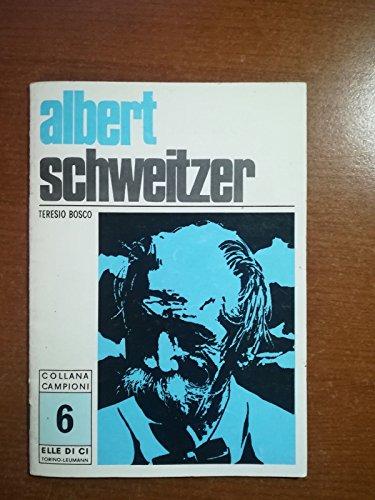 albert
schweitzer
TERESIO BOSCO
COLLANA
CAMPIONI
6
ELLE DI CI
TORINO-LEUMANN